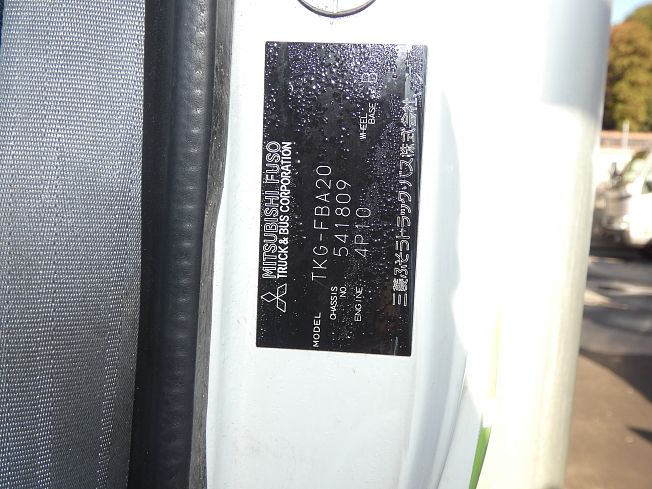 MITSUBISHI FUSO
TRUCK & BUS CORPORATION
MODEL TKG-FBA20
CHASSIS NO. 541809
ENGINE 4P10
WHEEL BASE
三菱ふそうトラック・バス株式会社